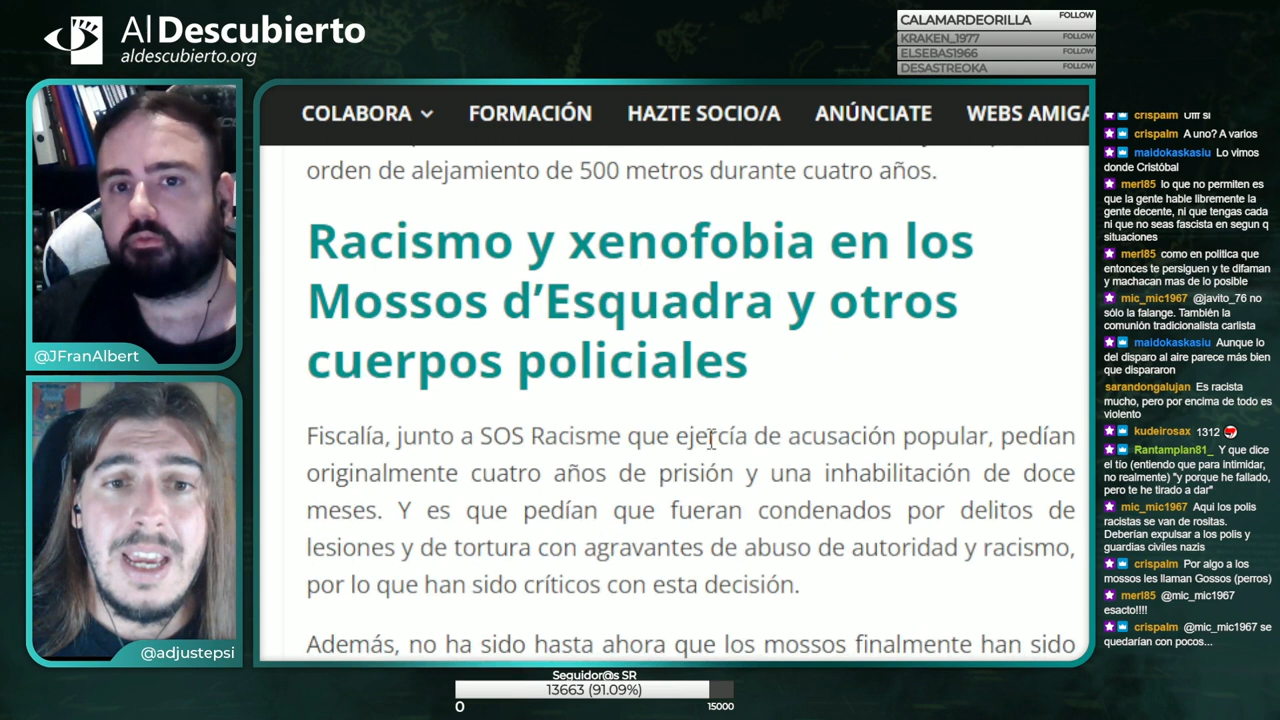 Al Descubierto
aldescubierto.org
CALAMARDEORILLA FOLLOW
KRAKEN_1977 FOLLOW
ELSEBAS1966 FOLLOW
DESASTREOKA FOLLOW
@JFranAlbert
@adjustepsi
COLABORA FORMACIÓN HAZTE SOCIO/A ANÚNCIATE WEBS AMIGA
orden de alejamiento de 500 metros durante cuatro años.
Racismo y xenofobia en los
Mossos d’Esquadra y otros
cuerpos policiales
Fiscalía, junto a SOS Racisme que ejercía de acusación popular, pedían
originalmente cuatro años de prisión y una inhabilitación de doce
meses. Y es que pedían que fueran condenados por delitos de
lesiones y de tortura con agravantes de abuso de autoridad y racismo,
por lo que han sido críticos con esta decisión.
Además, no ha sido hasta ahora que los mossos finalmente han sido
crispalm Ufff si
crispalm A uno? A varios
maidokaskasiu Lo vimos
donde Cristóbal
merl85 lo que no permiten es
que la gente hable libremente la
gente decente, ni que tengas cada
ni que no seas fascista en segun q
situaciones
merl85 como en politica que
entonces te persiguen y te difaman
y machacan mas de lo posible
mic_mic1967 @javito_76 no
sólo la falange. También la
comunión tradicionalista carlista
maidokaskasiu Aunque lo
del disparo al aire parece más bien
que dispararon
sarandongalujan Es racista
mucho, pero por encima de todo es
violento
kudeirosax 1312
Rantamplan81_ Y que dice
el tío (entiendo que para intimidar,
no realmente) "y porque he fallado,
pero te he tirado a dar"
mic_mic1967 Aqui los polis
racistas se van de rositas.
Deberían expulsar a los polis y
guardias civiles nazis
crispalm Por algo a los
mossos les llaman Gossos (perros)
merl85 @mic_mic1967
esacto!!!!
crispalm @mic_mic1967 se
quedarían con pocos...
Seguidor@s SR
13663 (91.09%)
0 15000